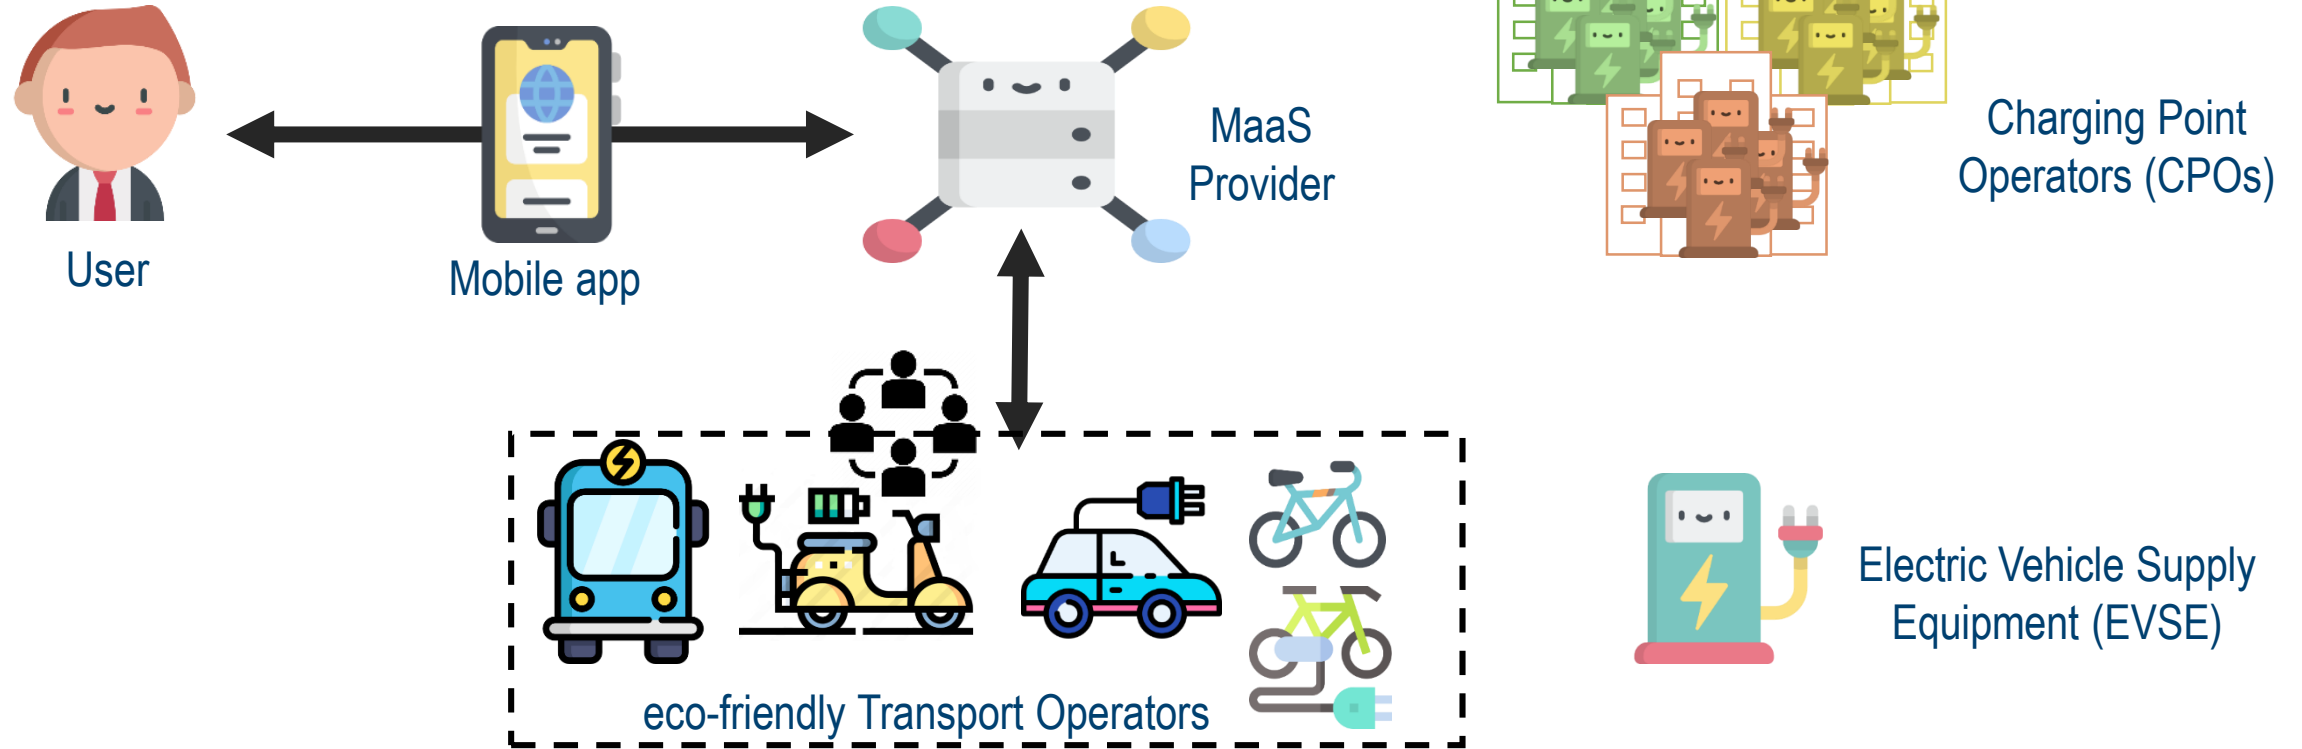 User
Mobile app
MaaS
Provider
Charging Point
Operators (CPOs)
eco-friendly Transport Operators
Electric Vehicle Supply
Equipment (EVSE)